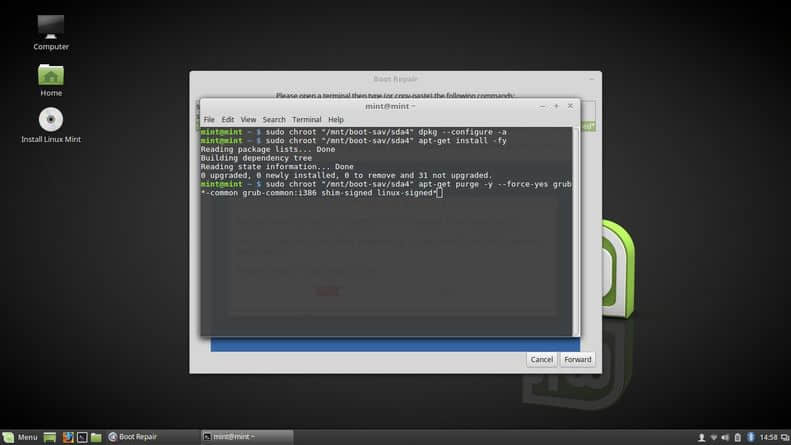 Computer
Home
Install Linux Mint
Boot Repair
Please open a terminal then type (or copy-paste) the following commands:
mint@mint ~
File Edit View Search Terminal Help
mint@mint ~ $ sudo chroot "/mnt/boot-sav/sda4" dpkg --configure -a
mint@mint ~ $ sudo chroot "/mnt/boot-sav/sda4" apt-get install -fy
Reading package lists... Done
Building dependency tree
Reading state information... Done
0 upgraded, 0 newly installed, 0 to remove and 31 not upgraded.
mint@mint ~ $ sudo chroot "/mnt/boot-sav/sda4" apt-get purge -y --force-yes grub
*-common grub-common:i386 shim-signed linux-signed*
Cancel Forward
Menu Boot Repair mint@mint ~ 14:58